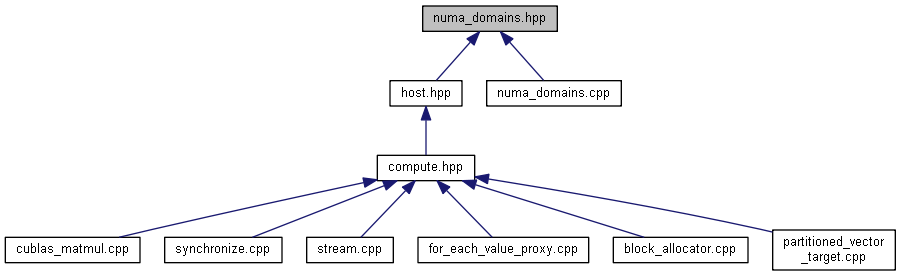 numa_domains.hpp
host.hpp
numa_domains.cpp
compute.hpp
cublas_matmul.cpp
synchronize.cpp
stream.cpp
for_each_value_proxy.cpp
block_allocator.cpp
partitioned_vector
_target.cpp